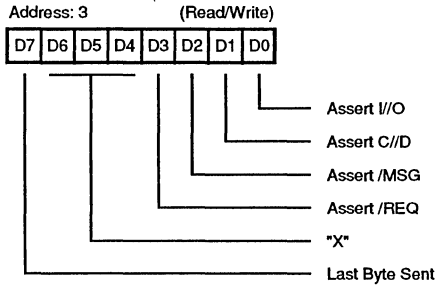 Address: 3 (Read/Write)
D7 D6 D5 D4 D3 D2 D1 D0
Assert I//O
Assert C//D
Assert /MSG
Assert /REQ
"X"
Last Byte Sent